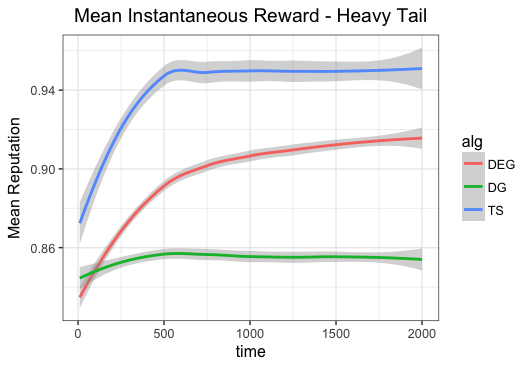 Mean Instantaneous Reward - Heavy Tail
Mean Reputation
0.94
0.90
0.86
0
500
1000
1500
2000
time
alg
DEG
DG
TS